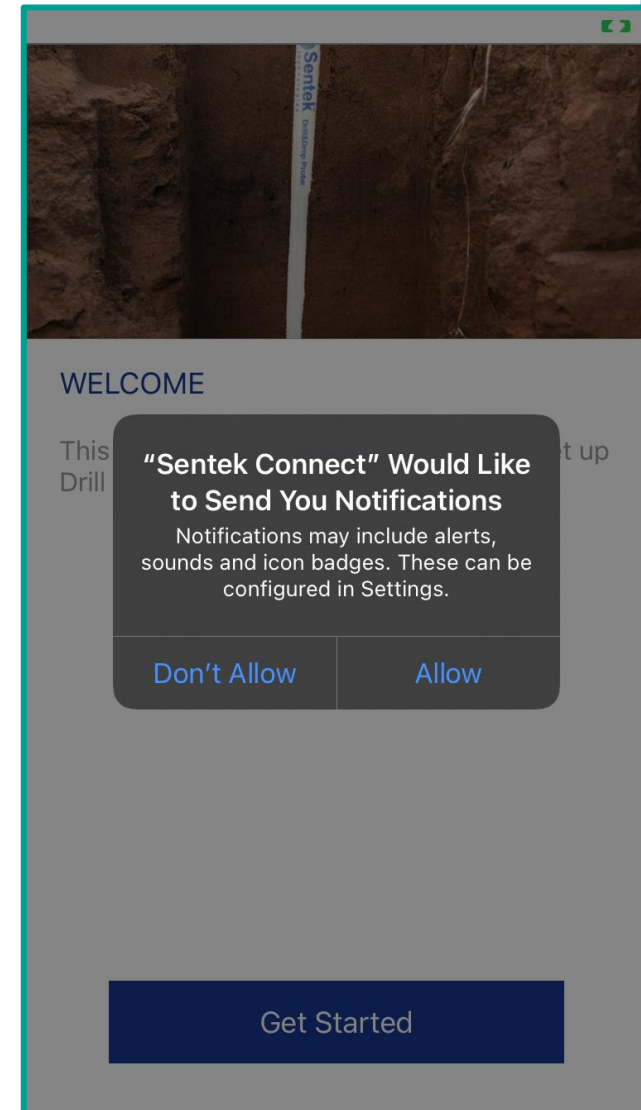 Sentek
Drill&Drop Probe
WELCOME
This t up
Drill
“Sentek Connect” Would Like
to Send You Notifications
Notifications may include alerts,
sounds and icon badges. These can be
configured in Settings.
Don’t Allow Allow
Get Started